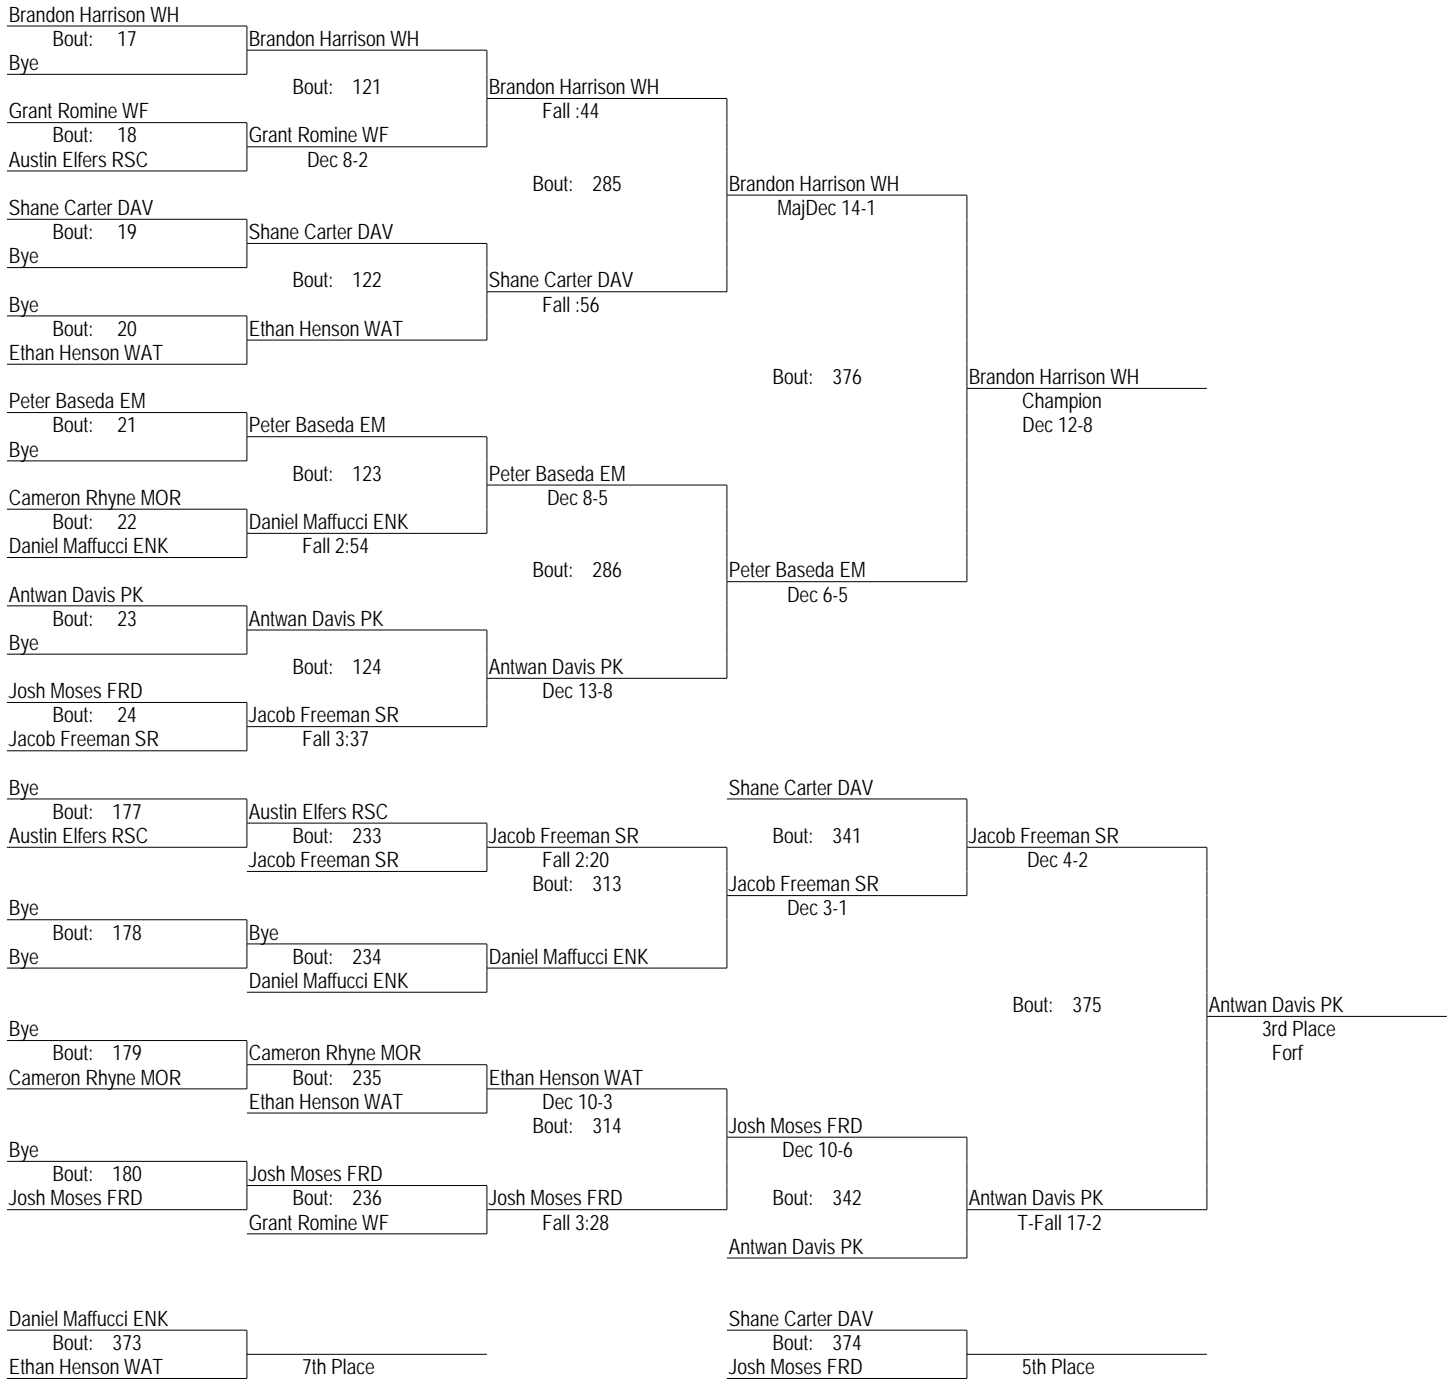 Brandon Harrison WH
Bout: 17
Brandon Harrison WH
Bye
Bout: 121
Brandon Harrison WH
Grant Romine WF
Fall :44
Bout: 18
Grant Romine WF
Austin Elfers RSC
Dec 8-2
Bout: 285
Brandon Harrison WH
Shane Carter DAV
MajDec 14-1
Bout: 19
Shane Carter DAV
Bye
Bout: 122
Shane Carter DAV
Bye
Fall :56
Bout: 20
Ethan Henson WAT
Ethan Henson WAT
Bout: 376
Brandon Harrison WH
Peter Baseda EM
Champion
Bout: 21
Peter Baseda EM
Dec 12-8
Bye
Bout: 123
Peter Baseda EM
Cameron Rhyne MOR
Dec 8-5
Bout: 22
Daniel Maffucci ENK
Daniel Maffucci ENK
Fall 2:54
Bout: 286
Peter Baseda EM
Antwan Davis PK
Dec 6-5
Bout: 23
Antwan Davis PK
Bye
Bout: 124
Antwan Davis PK
Josh Moses FRD
Dec 13-8
Bout: 24
Jacob Freeman SR
Jacob Freeman SR
Fall 3:37
Bye
Shane Carter DAV
Bout: 177
Austin Elfers RSC
Austin Elfers RSC
Bout: 233
Jacob Freeman SR
Bout: 341
Jacob Freeman SR
Jacob Freeman SR
Fall 2:20
Dec 4-2
Bout: 313
Jacob Freeman SR
Bye
Dec 3-1
Bout: 178
Bye
Bye
Bout: 234
Daniel Maffucci ENK
Daniel Maffucci ENK
Bout: 375
Antwan Davis PK
Bye
3rd Place
Bout: 179
Cameron Rhyne MOR
Forf
Cameron Rhyne MOR
Bout: 235
Ethan Henson WAT
Ethan Henson WAT
Dec 10-3
Bout: 314
Josh Moses FRD
Bye
Dec 10-6
Bout: 180
Josh Moses FRD
Josh Moses FRD
Bout: 236
Josh Moses FRD
Bout: 342
Antwan Davis PK
Grant Romine WF
Fall 3:28
T-Fall 17-2
Antwan Davis PK
Daniel Maffucci ENK
Shane Carter DAV
Bout: 373
Bout: 374
Ethan Henson WAT
7th Place
Josh Moses FRD
5th Place